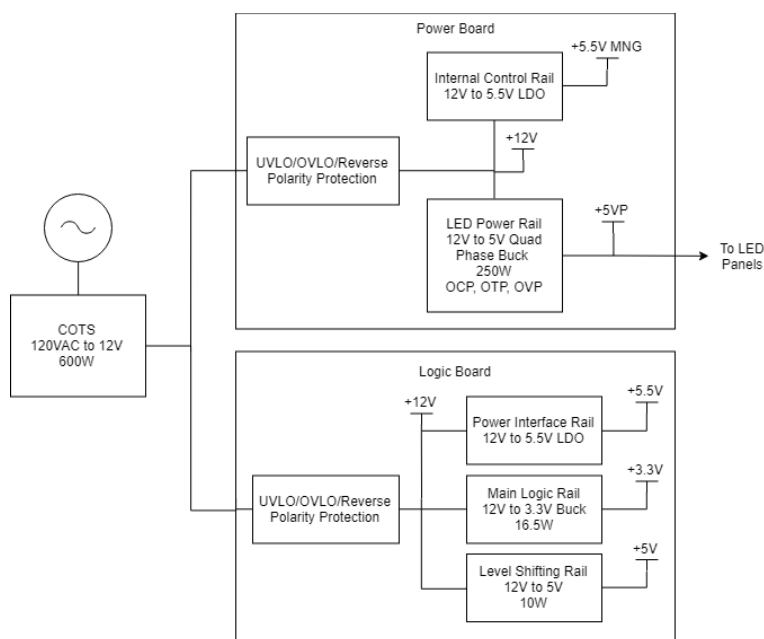 Power Board
+5.5V MNG
Internal Control Rail
12V to 5.5V LDO
+12V
UVLO/OVLO/Reverse
Polarity Protection
LED Power Rail
12V to 5V Quad
Phase Buck
250W
OCP, OTP, OVP
+5VP
To LED
Panels
COTS
120VAC to 12V
600W
Logic Board
+12V
+5.5V
Power Interface Rail
12V to 5.5V LDO
+3.3V
UVLO/OVLO/Reverse
Polarity Protection
Main Logic Rail
12V to 3.3V Buck
16.5W
+5V
Level Shifting Rail
12V to 5V
10W